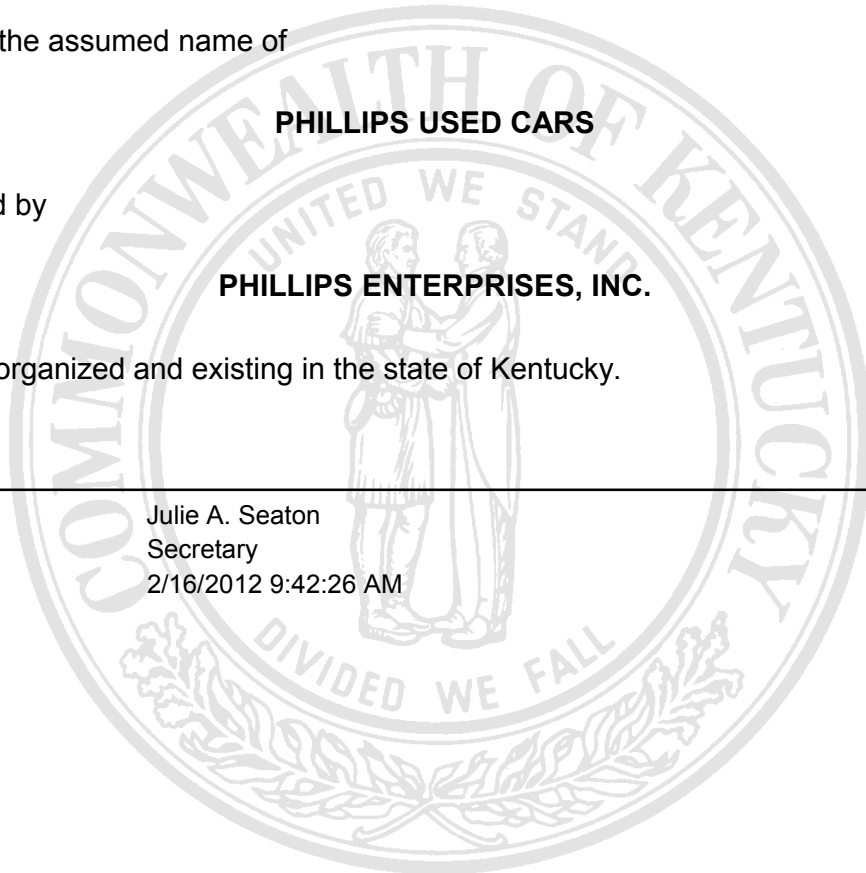 the assumed name of
PHILLIPS USED CARS
d by
PHILLIPS ENTERPRISES, INC.
organized and existing in the state of Kentucky.
Julie A. Seaton
Secretary
2/16/2012 9:42:26 AM
COMMONWEALTH OF KENTUCKY
UNITED WE STAND
DIVIDED WE FALL